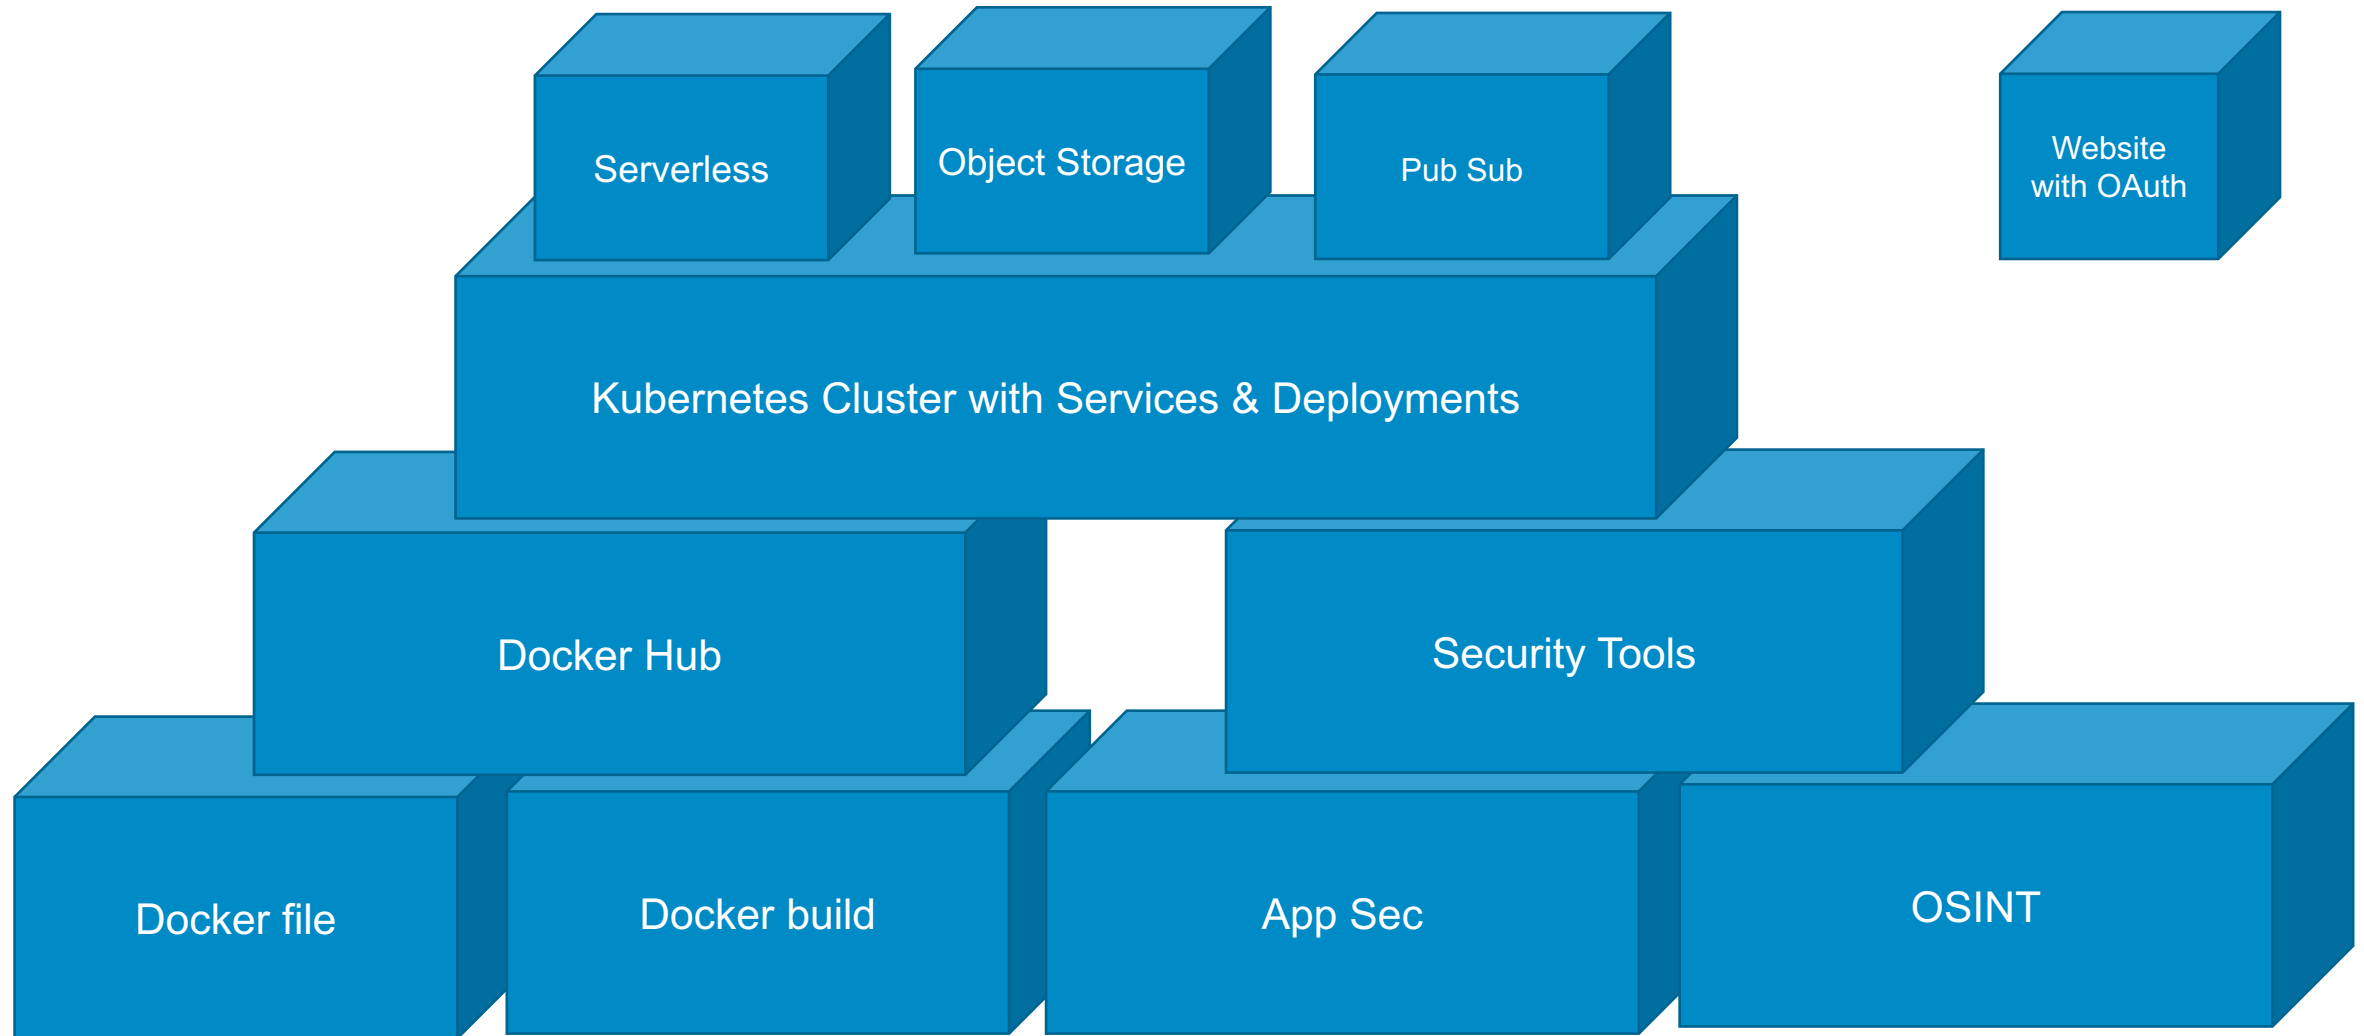 Serverless
Object Storage
Pub Sub
Website
with OAuth
Kubernetes Cluster with Services & Deployments
Docker Hub
Security Tools
Docker file
Docker build
App Sec
OSINT